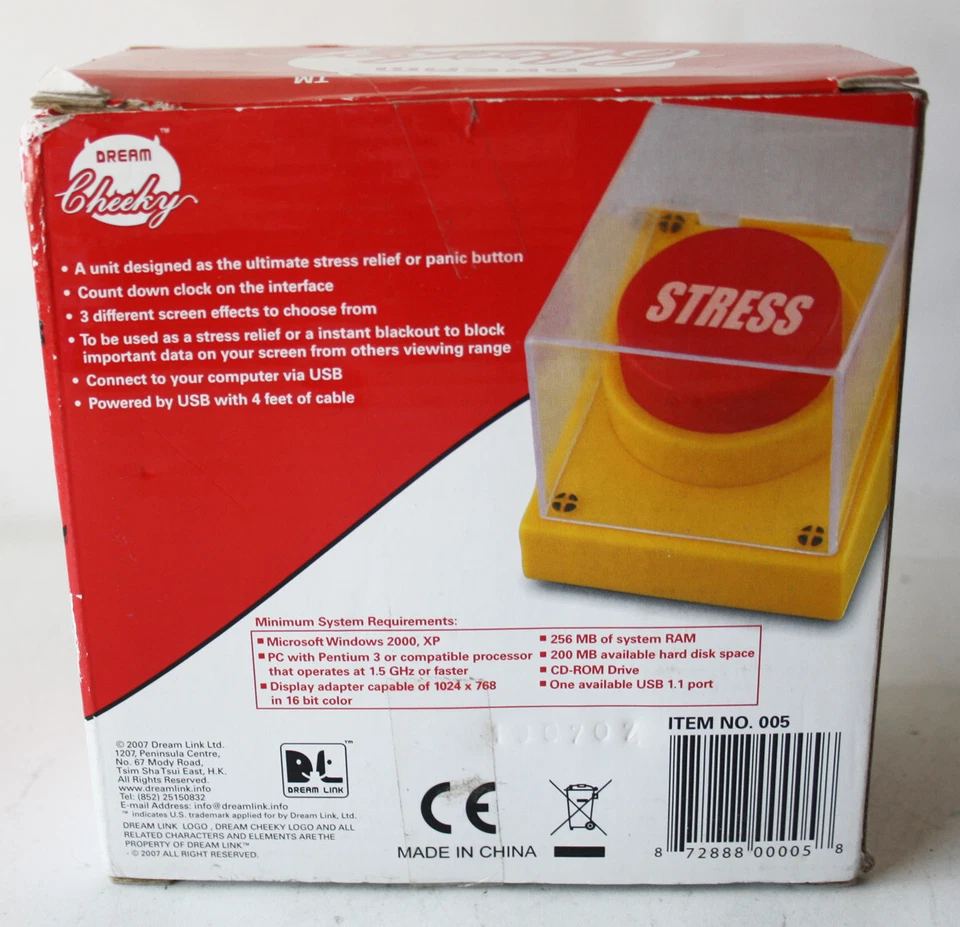 DREAM
Cheeky
™
DREAM
Cheeky™
• A unit designed as the ultimate stress relief or panic button
• Count down clock on the interface
• 3 different screen effects to choose from
• To be used as a stress relief or a instant blackout to block
important data on your screen from others viewing range
• Connect to your computer via USB
• Powered by USB with 4 feet of cable
STRESS
Minimum System Requirements:
▪ Microsoft Windows 2000, XP
▪ PC with Pentium 3 or compatible processor
that operates at 1.5 GHz or faster
▪ Display adapter capable of 1024 x 768
in 16 bit color
▪ 256 MB of system RAM
▪ 200 MB available hard disk space
▪ CD-ROM Drive
▪ One available USB 1.1 port
© 2007 Dream Link Ltd.
1207, Peninsula Centre,
No. 67 Mody Road,
Tsim Sha Tsui East, H.K.
All Rights Reserved.
www.dreamlink.info
Tel: (852) 25150832
E-mail Address: info@dreamlink.info
™ indicates U.S. trademark applied for by Dream Link, Ltd.
DREAM LINK LOGO , DREAM CHEEKY LOGO AND ALL
RELATED CHARACTERS AND ELEMENTS ARE THE
PROPERTY OF DREAM LINK™
- © 2007 ALL RIGHT RESERVED.
DL™
DREAM LINK
CE
MADE IN CHINA
ITEM NO. 005
8 72888 00005 8